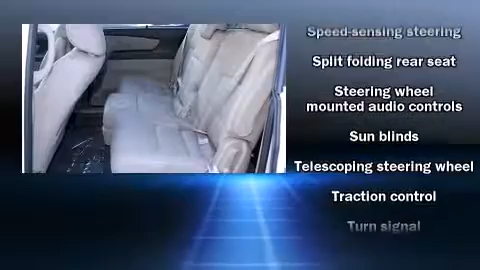 Speed-sensing steering
Split folding rear seat
Steering wheel
mounted audio controls
Sun blinds
Telescoping steering wheel
Traction control
Turn signal